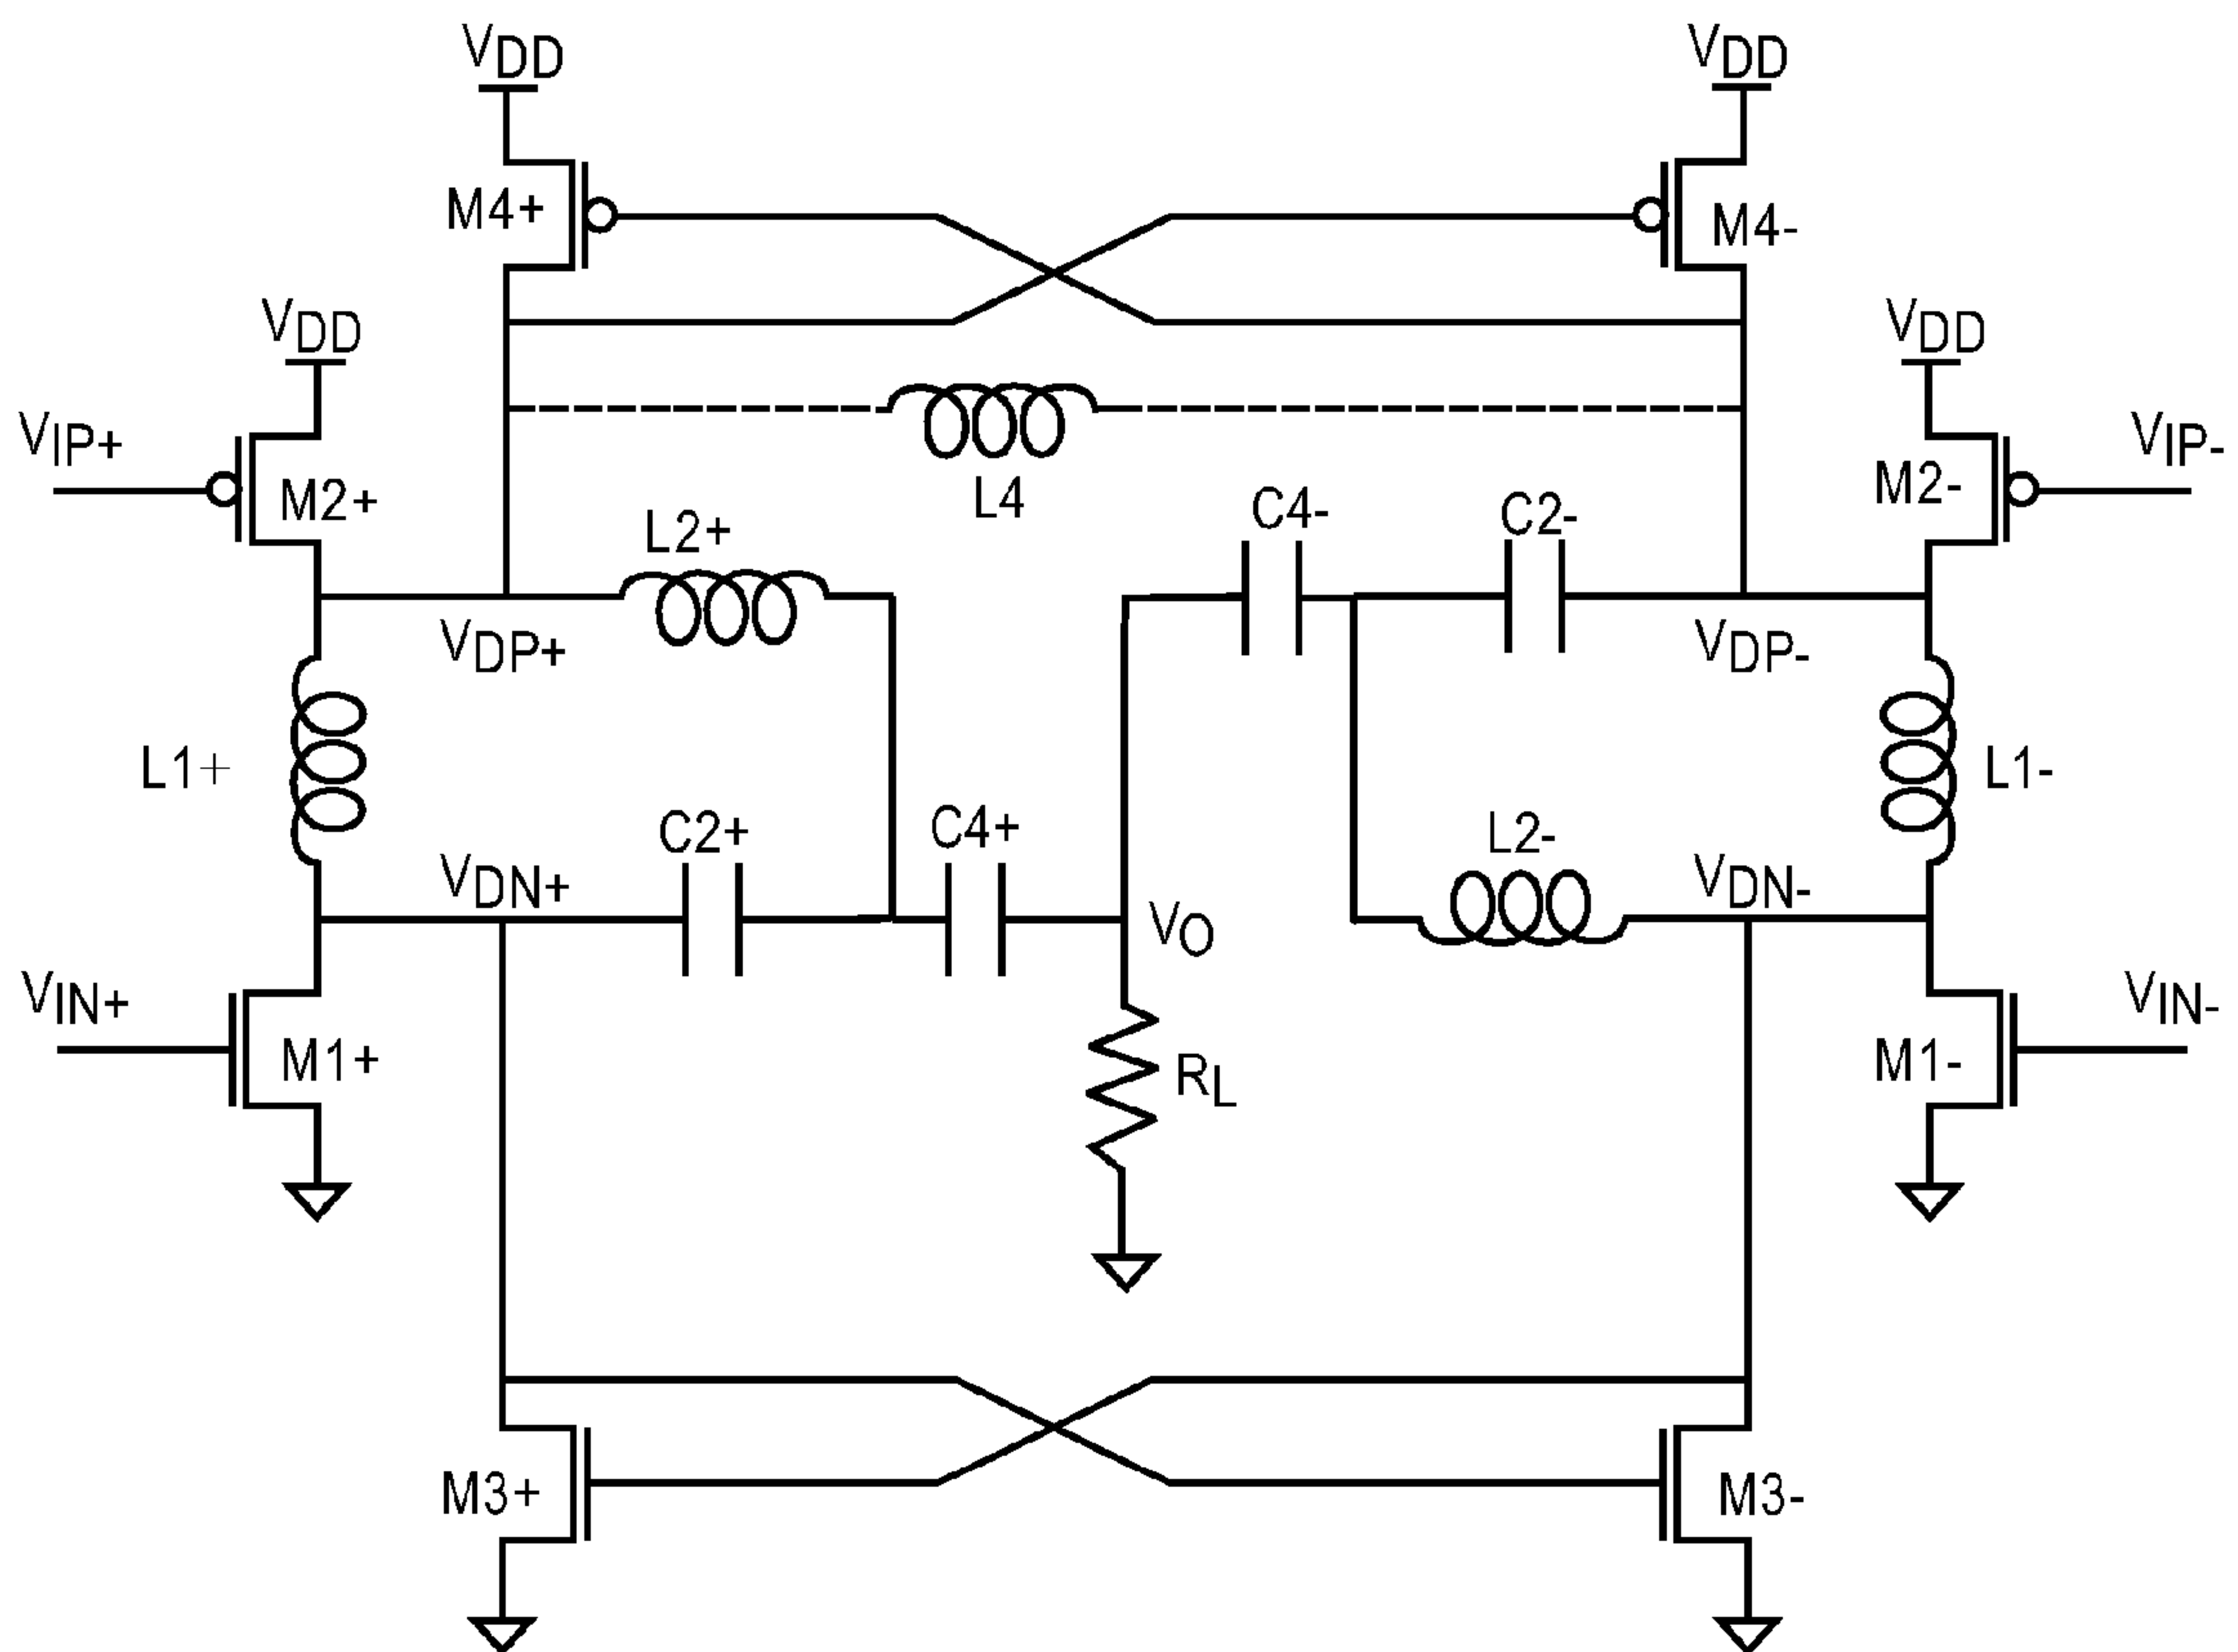 VDD
VDD
M4+
M4-
VDD
VDD
VIP+
VIP-
M2+
M2-
L4
C4-
C2-
L2+
VDP+
VDP-
L1+
L1-
C2+
C4+
L2-
VDN+
VDN-
VO
VIN+
VIN-
M1+
M1-
RL
M3+
M3-